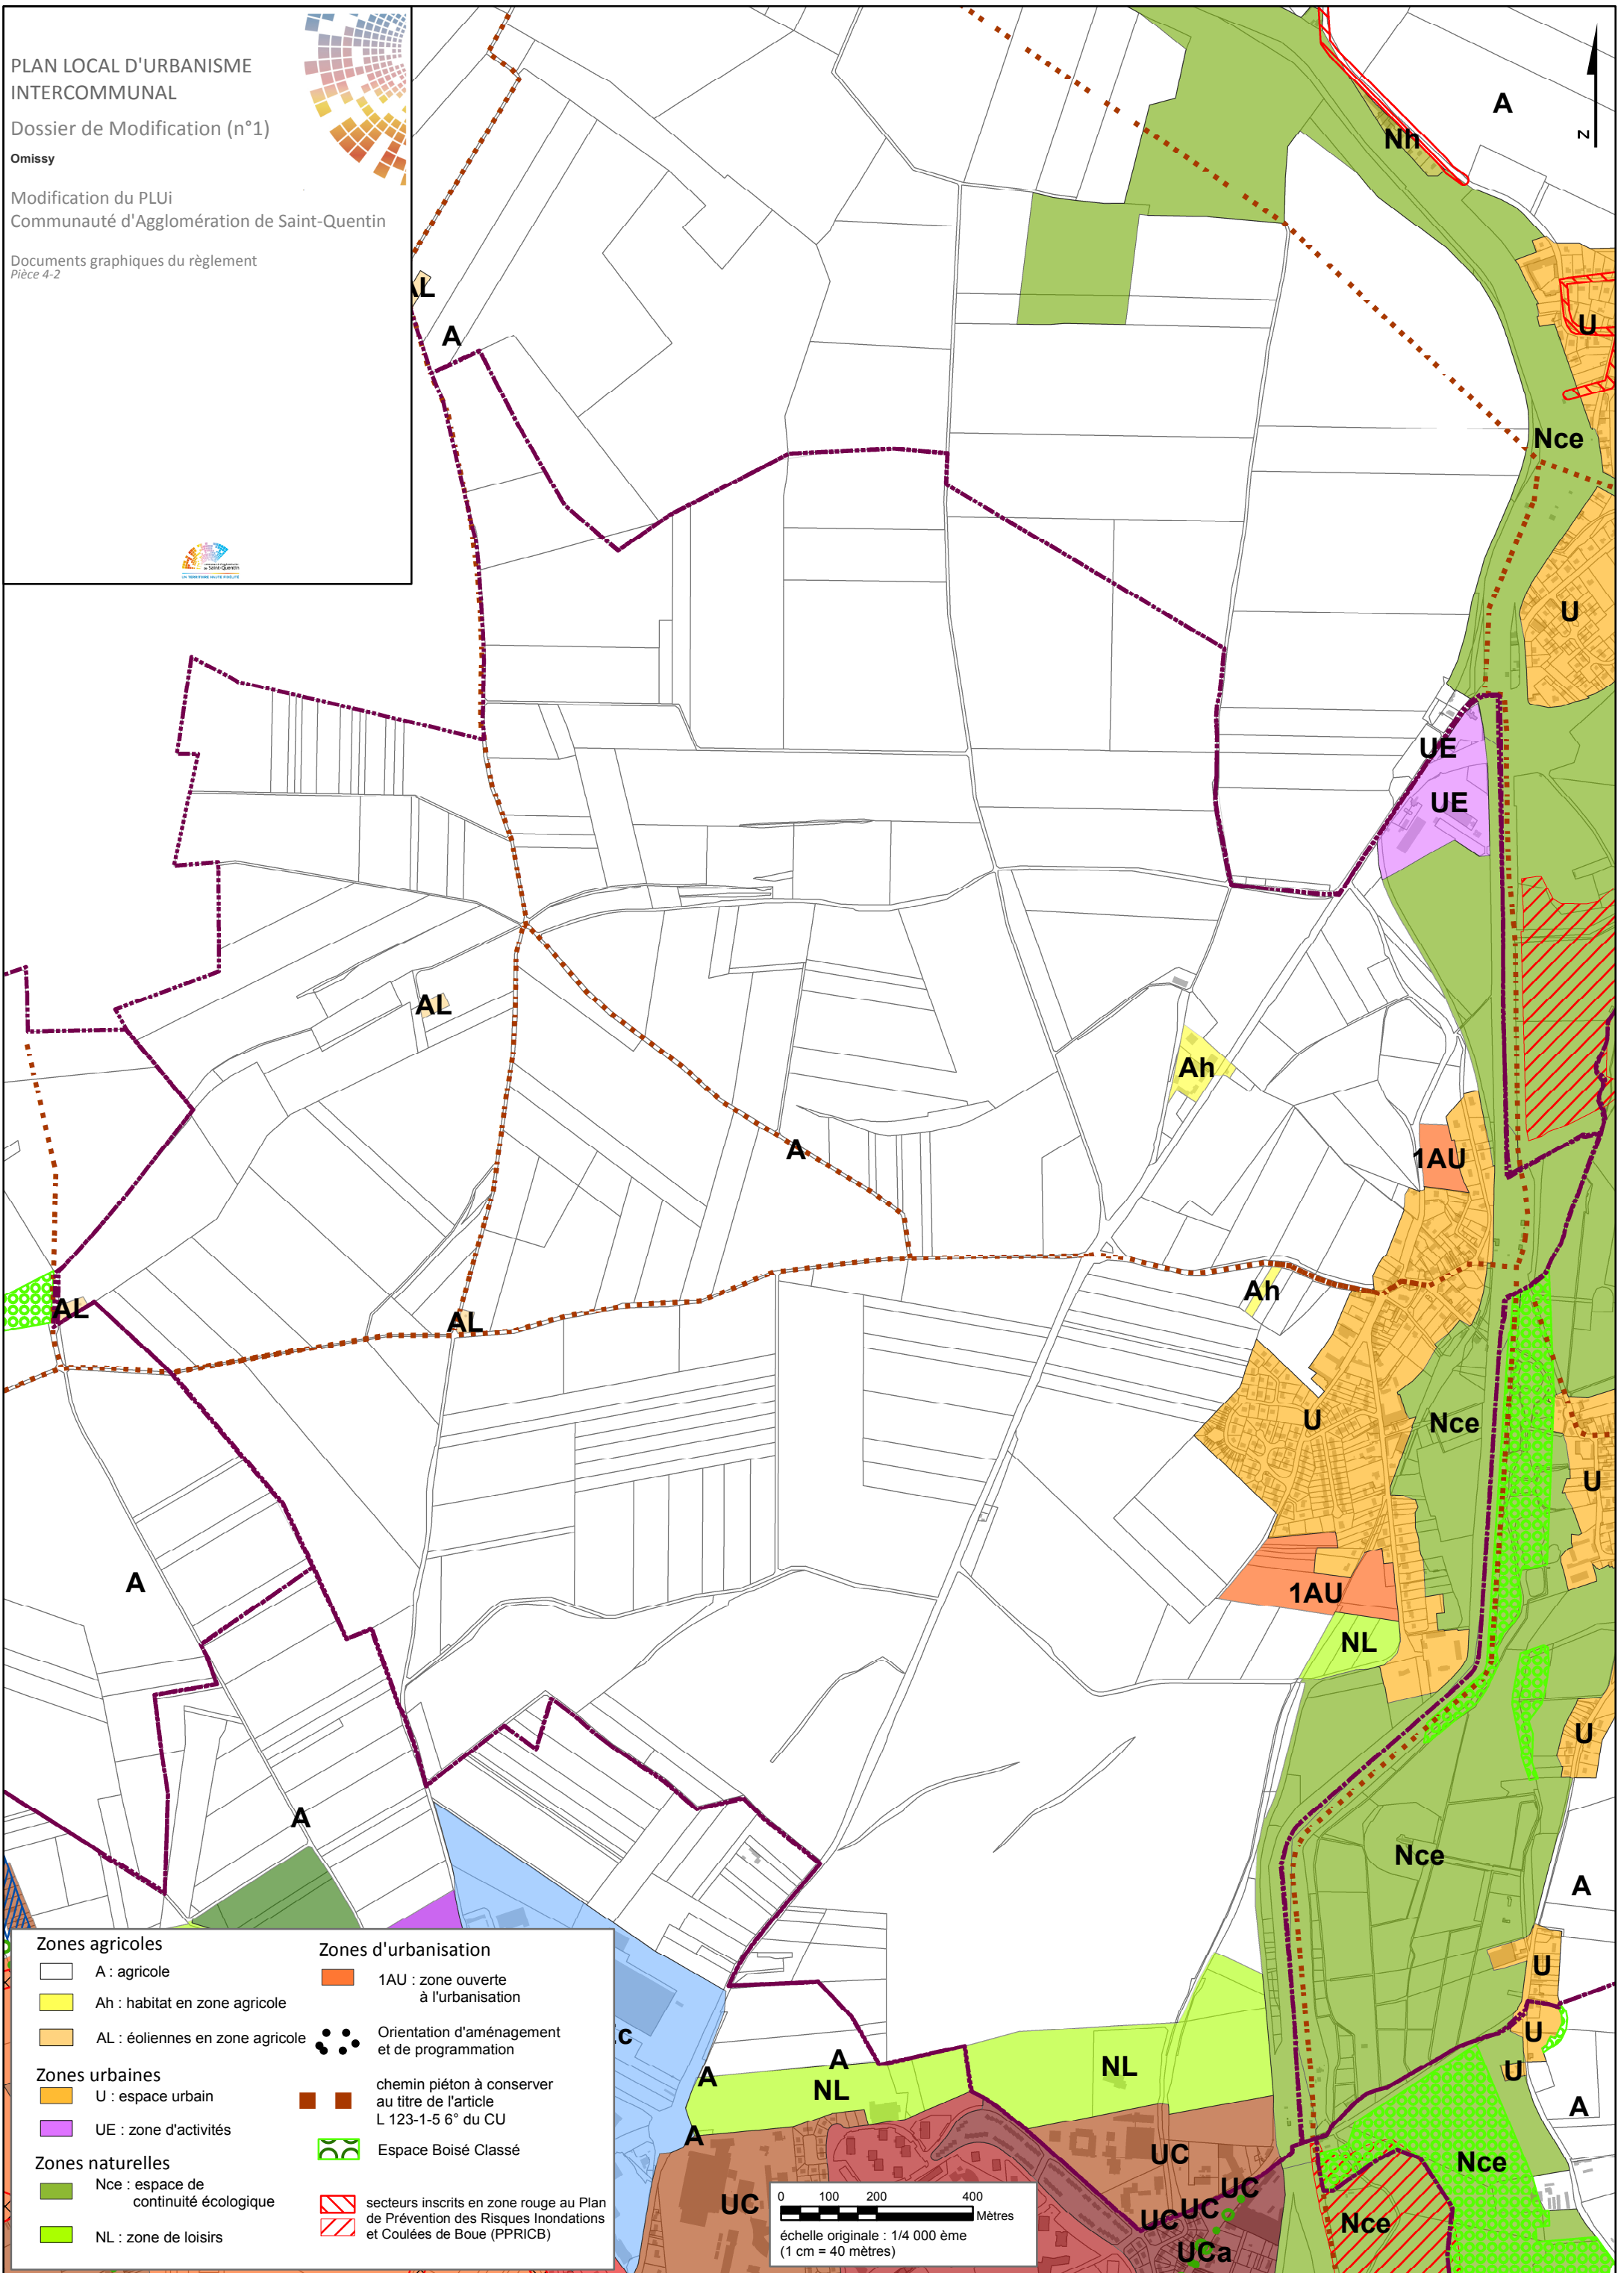 PLAN LOCAL D'URBANISME
INTERCOMMUNAL
Dossier de Modification (n°1)
Omissy
Modification du PLUi
Communauté d'Agglomération de Saint-Quentin
Documents graphiques du règlement
Pièce 4-2
Saint-Quentin
UN TERRITOIRE HAUTE FIDÉLITÉ
A
N
Nh
AL
U
A
Nce
U
UE
UE
AL
Ah
A
1AU
Ah
AL
AL
U
Nce
U
A
1AU
NL
U
A
Nce
A
U
c
A
A
NL
NL
U
U
A
A
UC
UC
UC
UC
UC
UCa
Nce
Nce
Zones agricoles
A : agricole
Ah : habitat en zone agricole
AL : éoliennes en zone agricole
Zones urbaines
U : espace urbain
UE : zone d'activités
Zones naturelles
Nce : espace de
continuité écologique
NL : zone de loisirs
Zones d'urbanisation
1AU : zone ouverte
à l'urbanisation
Orientation d'aménagement
et de programmation
chemin piéton à conserver
au titre de l'article
L 123-1-5 6° du CU
Espace Boisé Classé
secteurs inscrits en zone rouge au Plan
de Prévention des Risques Inondations
et Coulées de Boue (PPRICB)
0 100 200 400
Mètres
échelle originale : 1/4 000 ème
(1 cm = 40 mètres)